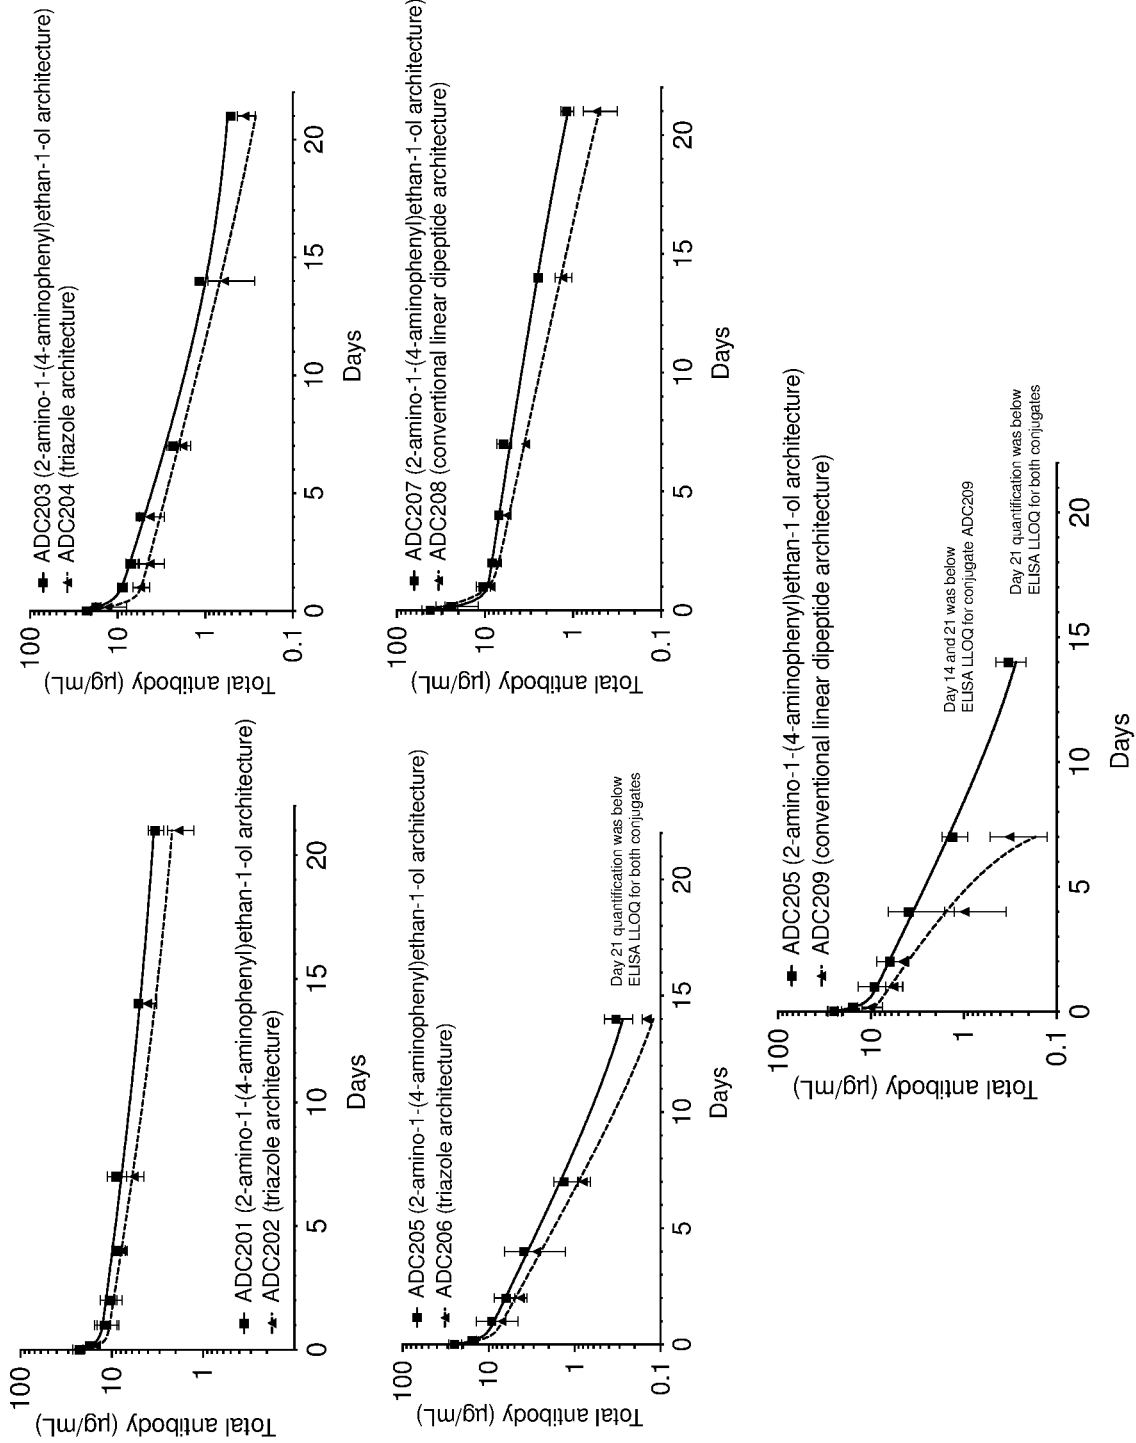 100
10
1
0
5
10
15
20
Total antibody (µg/mL)
Days
ADC201 (2-amino-1-(4-aminophenyl)ethan-1-ol architecture)
ADC202 (triazole architecture)
100
10
1
0.1
0
5
10
15
20
Total antibody (µg/mL)
Days
ADC203 (2-amino-1-(4-aminophenyl)ethan-1-ol architecture)
ADC204 (triazole architecture)
100
10
1
0.1
0
5
10
15
20
Total antibody (µg/mL)
Days
ADC205 (2-amino-1-(4-aminophenyl)ethan-1-ol architecture)
ADC206 (triazole architecture)
Day 21 quantification was below
ELISA LLOQ for both conjugates
100
10
1
0.1
0
5
10
15
20
Total antibody (µg/mL)
Days
ADC207 (2-amino-1-(4-aminophenyl)ethan-1-ol architecture)
ADC208 (conventional linear dipeptide architecture)
100
10
1
0.1
0
5
10
15
20
Total antibody (µg/mL)
Days
ADC205 (2-amino-1-(4-aminophenyl)ethan-1-ol architecture)
ADC209 (conventional linear dipeptide architecture)
Day 14 and 21 was below
ELISA LLOQ for conjugate ADC209
Day 21 quantification was below
ELISA LLOQ for both conjugates